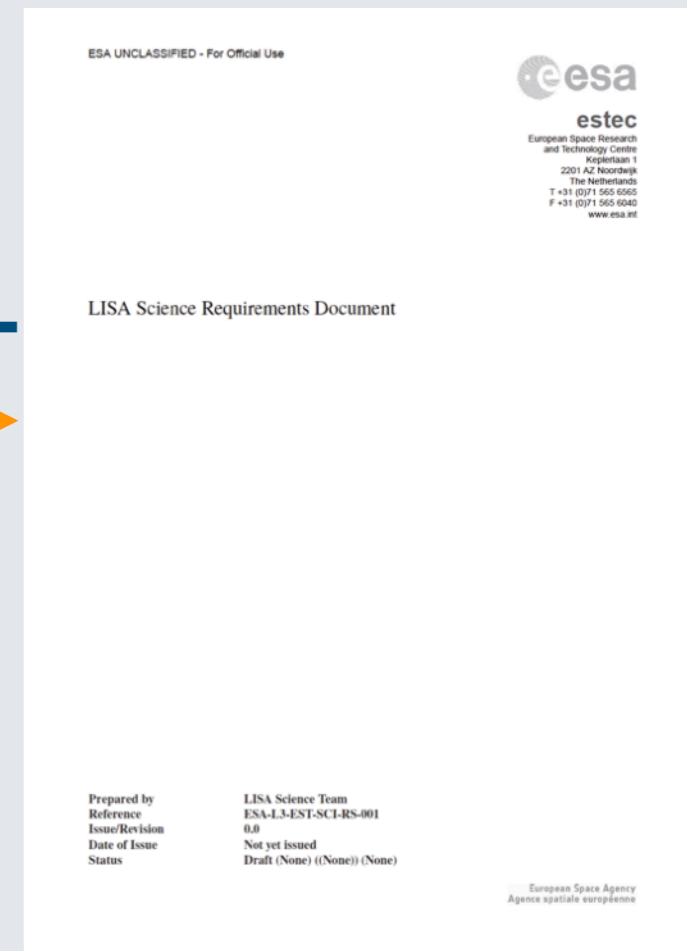 ESA UNCLASSIFIED - For Official Use
esa
estec
European Space Research
and Technology Centre
Keplerlaan 1
2201 AZ Noordwijk
The Netherlands
T +31 (0)71 565 6565
F +31 (0)71 565 6040
www.esa.int
LISA Science Requirements Document
Prepared by LISA Science Team
Reference ESA-L3-EST-SCI-RS-001
Issue/Revision 0.0
Date of Issue Not yet issued
Status Draft (None) ((None)) (None)
European Space Agency
Agence spatiale européenne